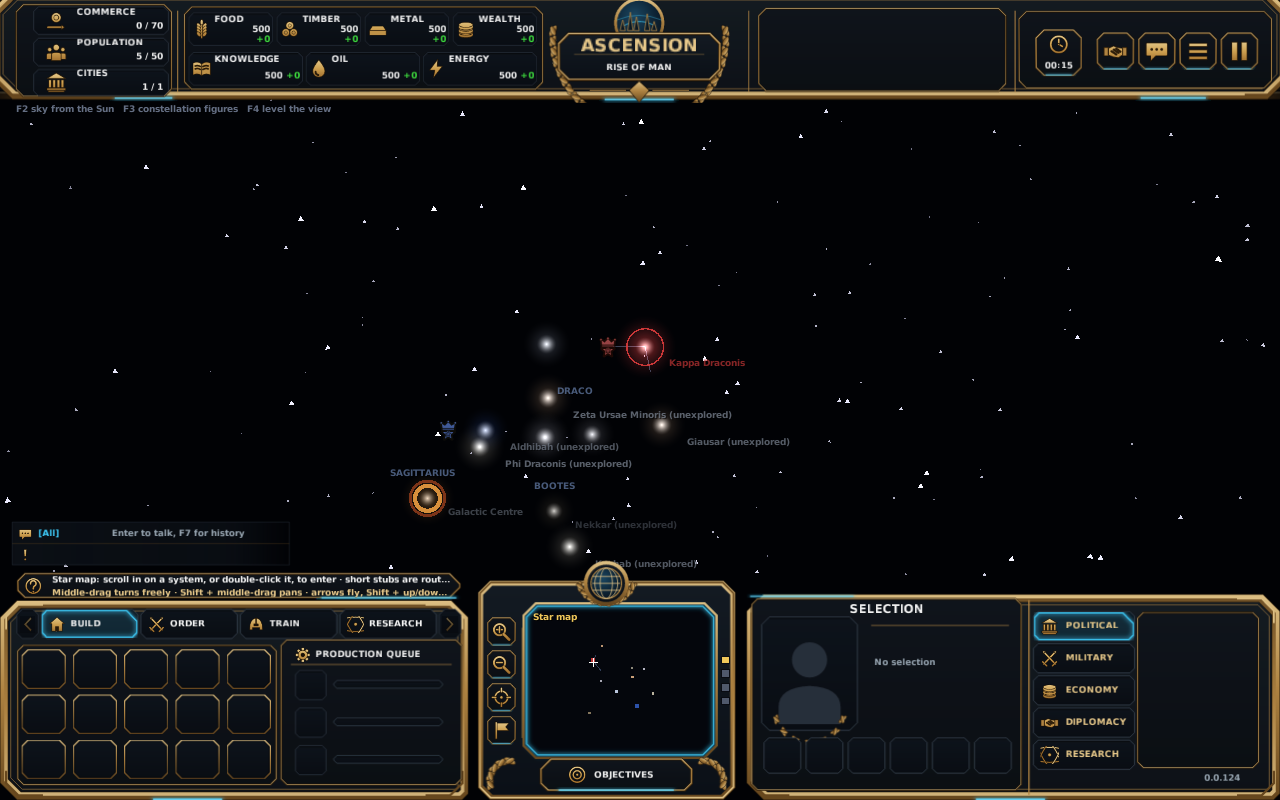 COMMERCE
0 / 70
POPULATION
5 / 50
CITIES
1 / 1
FOOD
500
+0
TIMBER
500
+0
METAL
500
+0
WEALTH
500
+0
KNOWLEDGE
500 +0
OIL
500 +0
ENERGY
500 +0
ASCENSION
RISE OF MAN
00:15
F2 sky from the Sun F3 constellation figures F4 level the view
Kappa Draconis
DRACO
Zeta Ursae Minoris (unexplored)
Giausar (unexplored)
Aldhibah (unexplored)
Phi Draconis (unexplored)
SAGITTARIUS
BOOTES
Galactic Centre
Nekkar (unexplored)
(unexplored)
[All] Enter to talk, F7 for history
!
Star map: scroll in on a system, or double-click it, to enter · short stubs are rout...
Middle-drag turns freely · Shift + middle-drag pans · arrows fly, Shift + up/dow...
BUILD
ORDER
TRAIN
RESEARCH
PRODUCTION QUEUE
Star map
OBJECTIVES
SELECTION
No selection
POLITICAL
MILITARY
ECONOMY
DIPLOMACY
RESEARCH
0.0.124